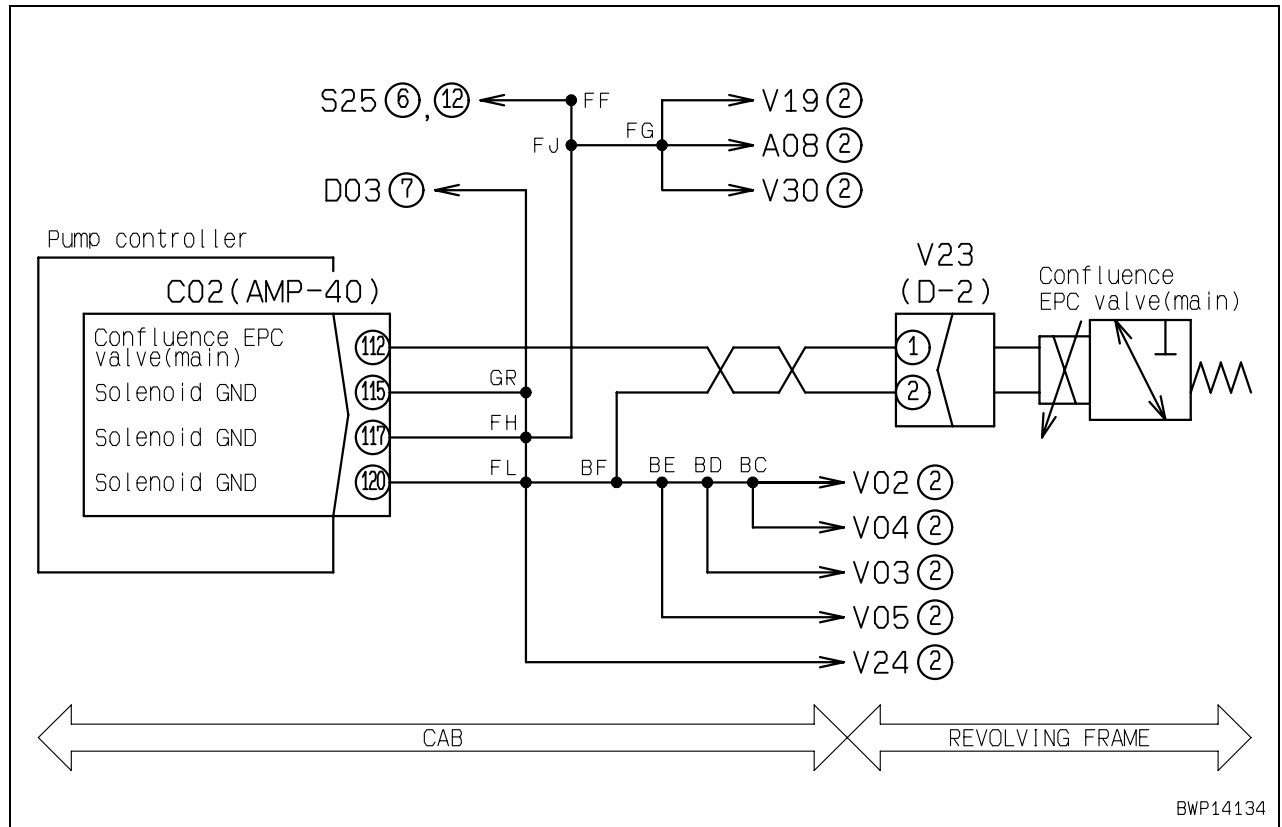 S25 ⑥,⑫ FF V19 ②
FJ FG A08 ②
D03 ⑦ V30 ②
Pump controller
C02(AMP-40)
V23
(D-2)
Confluence
EPC valve(main)
Confluence EPC
valve(main)
112
①
Solenoid GND 115 GR ②
Solenoid GND 117 FH
Solenoid GND 120 FL BF BE BD BC V02 ②
V04 ②
V03 ②
V05 ②
V24 ②
CAB REVOLVING FRAME
BWP14134